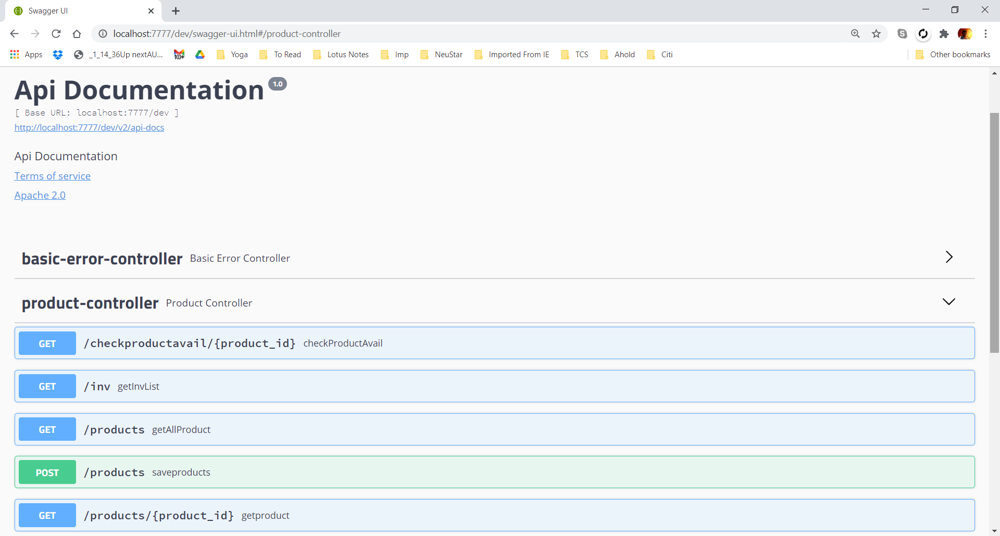 Swagger UI
localhost:7777/dev/swagger-ui.html#/product-controller
Apps _1_14_36Up nextAU... 100+ Yoga To Read Lotus Notes Imp NeuStar Imported From IE TCS Ahold Citi Other bookmarks
Api Documentation 1.0
[ Base URL: localhost:7777/dev ]
http://localhost:7777/dev/v2/api-docs
Api Documentation
Terms of service
Apache 2.0
basic-error-controller Basic Error Controller
product-controller Product Controller
GET /checkproductavail/{product_id} checkProductAvail
GET /inv getInvList
GET /products getAllProduct
POST /products saveproducts
GET /products/{product_id} getproduct